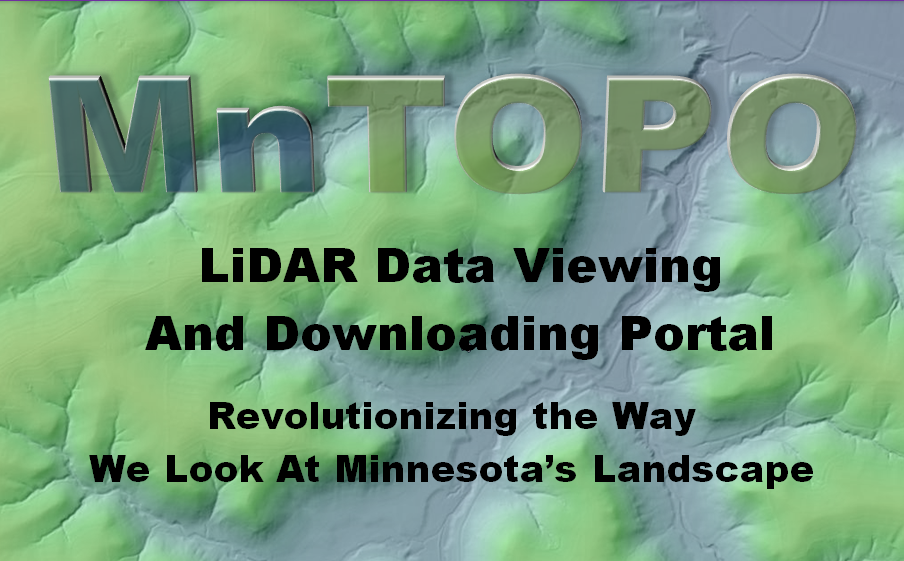 MnTOPO
LiDAR Data Viewing
And Downloading Portal
Revolutionizing the Way
We Look At Minnesota’s Landscape